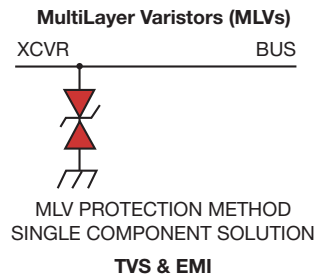 MultiLayer Varistors (MLVs)
XCVR BUS
MLV PROTECTION METHOD
SINGLE COMPONENT SOLUTION
TVS & EMI